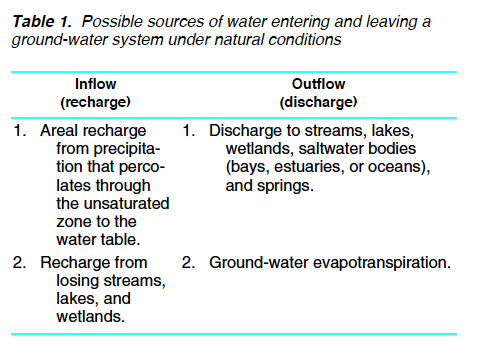 Table 1. Possible sources of water entering and leaving a
ground-water system under natural conditions
Inflow
(recharge)
Outflow
(discharge)
1. Areal recharge
from precipita-
tion that perco-
lates through
the unsaturated
zone to the
water table.
1. Discharge to streams, lakes,
wetlands, saltwater bodies
(bays, estuaries, or oceans),
and springs.
2. Recharge from
losing streams,
lakes, and
wetlands.
2. Ground-water evapotranspiration.